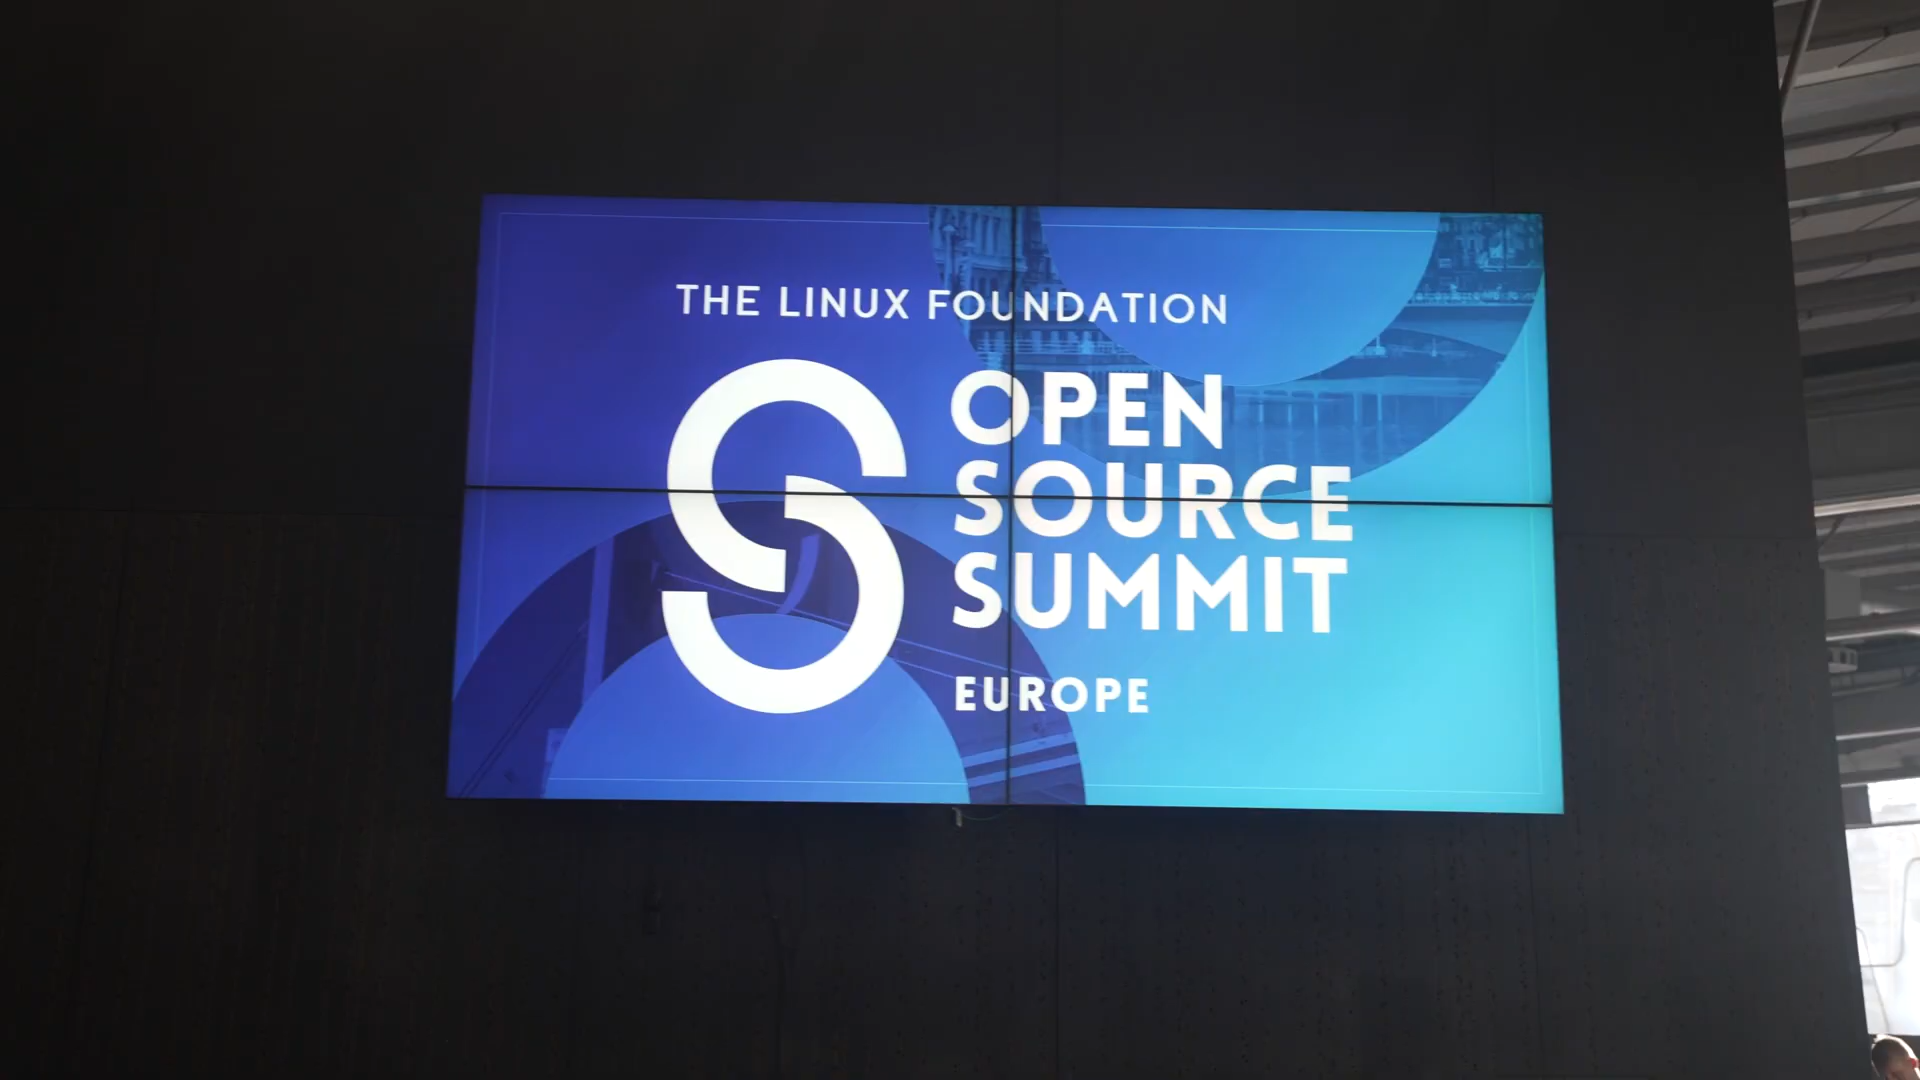 THE LINUX FOUNDATION
OPEN
SOURCE
SUMMIT
EUROPE